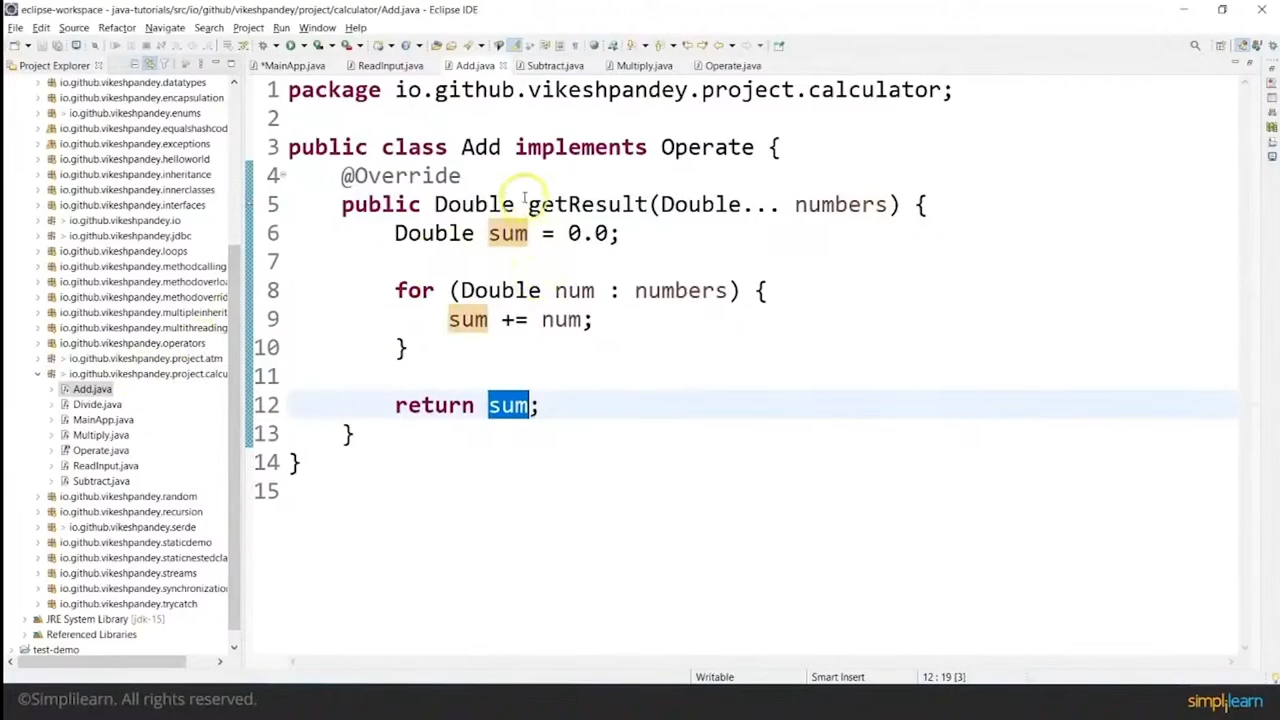 eclipse-workspace - java-tutorials/src/io/github/vikeshpandey/project/calculator/Add.java - Eclipse IDE
File Edit Source Refactor Navigate Search Project Run Window Help
Project Explorer
*MainApp.java ReadInput.java Add.java Subtract.java Multiply.java Operate.java
io.github.vikeshpandey.datatypes
io.github.vikeshpandey.encapsulation
> io.github.vikeshpandey.enums
io.github.vikeshpandey.equalshashcod
io.github.vikeshpandey.exceptions
io.github.vikeshpandey.helloworld
io.github.vikeshpandey.inheritance
io.github.vikeshpandey.innerclasses
io.github.vikeshpandey.interfaces
> io.github.vikeshpandey.io
> io.github.vikeshpandey.jdbc
io.github.vikeshpandey.loops
io.github.vikeshpandey.methodcalling
io.github.vikeshpandey.methodoverloa
io.github.vikeshpandey.methodoverrid
io.github.vikeshpandey.multipleinherit
io.github.vikeshpandey.multithreading
io.github.vikeshpandey.operators
> io.github.vikeshpandey.project.atm
> io.github.vikeshpandey.project.calcu
Add.java
Divide.java
MainApp.java
Multiply.java
Operate.java
ReadInput.java
Subtract.java
io.github.vikeshpandey.random
io.github.vikeshpandey.recursion
> io.github.vikeshpandey.serde
io.github.vikeshpandey.staticdemo
io.github.vikeshpandey.staticnestedcla
io.github.vikeshpandey.streams
io.github.vikeshpandey.synchronizatio
io.github.vikeshpandey.trycatch
JRE System Library [jdk-15]
Referenced Libraries
test-demo
1 package io.github.vikeshpandey.project.calculator;
2
3 public class Add implements Operate {
4 @Override
5 public Double getResult(Double... numbers) {
6 Double sum = 0.0;
7
8 for (Double num : numbers) {
9 sum += num;
10 }
11
12 return sum;
13 }
14 }
15
Writable Smart Insert 12 : 19 [3]
©Simplilearn. All rights reserved.
simplilearn